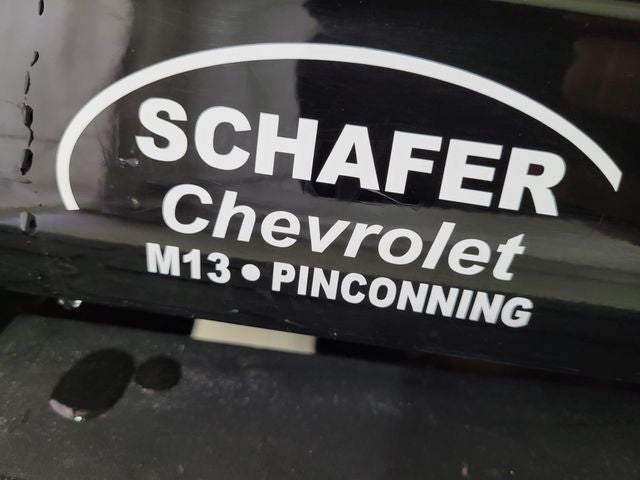 SCHAFER
Chevrolet
M13 • PINCONNING